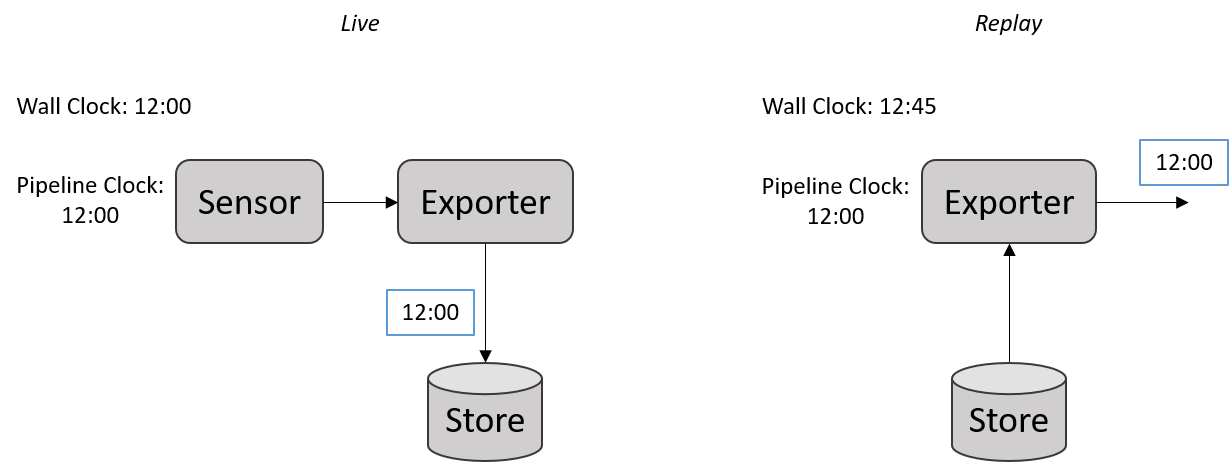 Live
Wall Clock: 12:00
Pipeline Clock:
12:00
Sensor
Exporter
12:00
Store
Replay
Wall Clock: 12:45
12:00
Pipeline Clock:
12:00
Exporter
Store